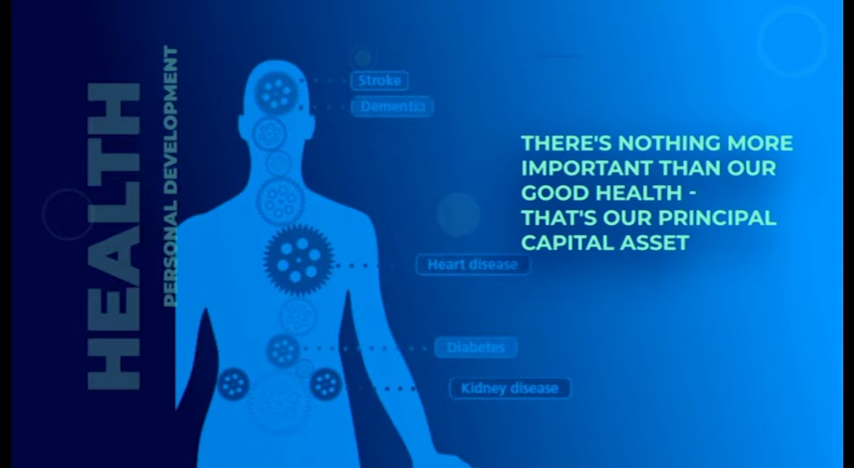 HEALTH
PERSONAL DEVELOPMENT
Stroke
Dementia
THERE'S NOTHING MORE
IMPORTANT THAN OUR
GOOD HEALTH -
THAT'S OUR PRINCIPAL
CAPITAL ASSET
Heart disease
Diabetes
Kidney disease